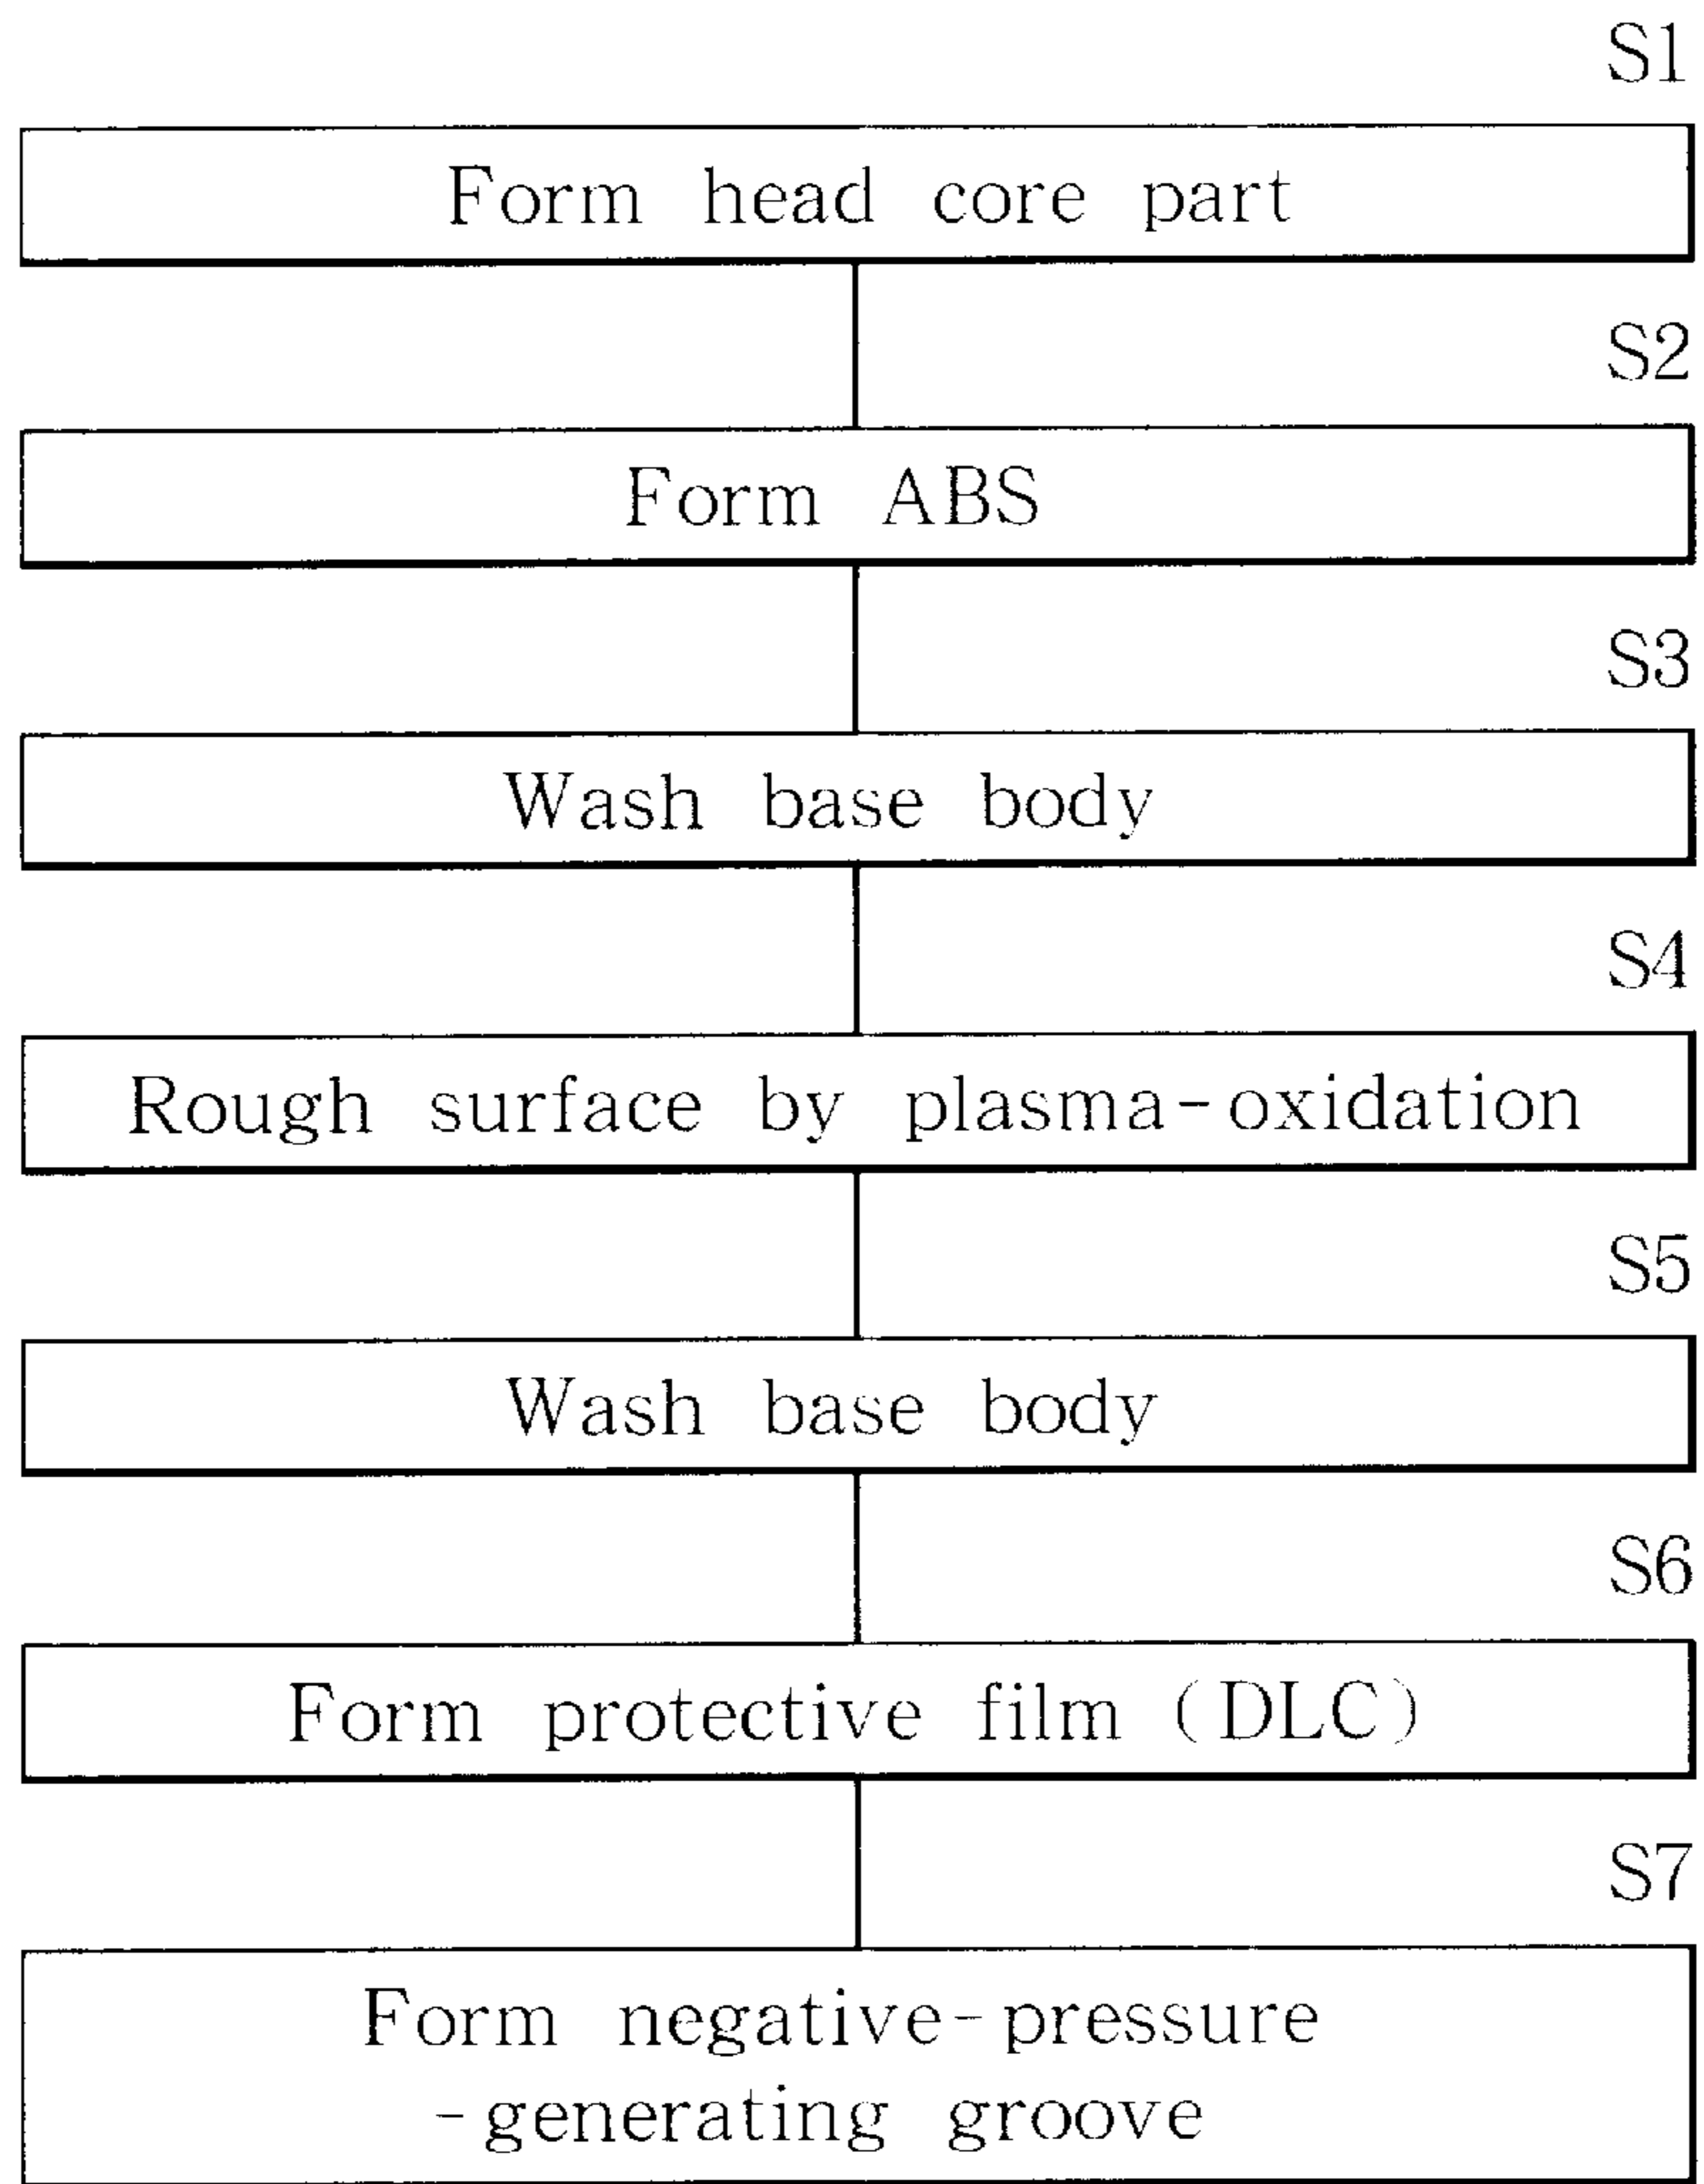 S1
Form head core part
S2
Form ABS
S3
Wash base body
S4
Rough surface by plasma-oxidation
S5
Wash base body
S6
Form protective film (DLC)
S7
Form negative-pressure
-generating groove